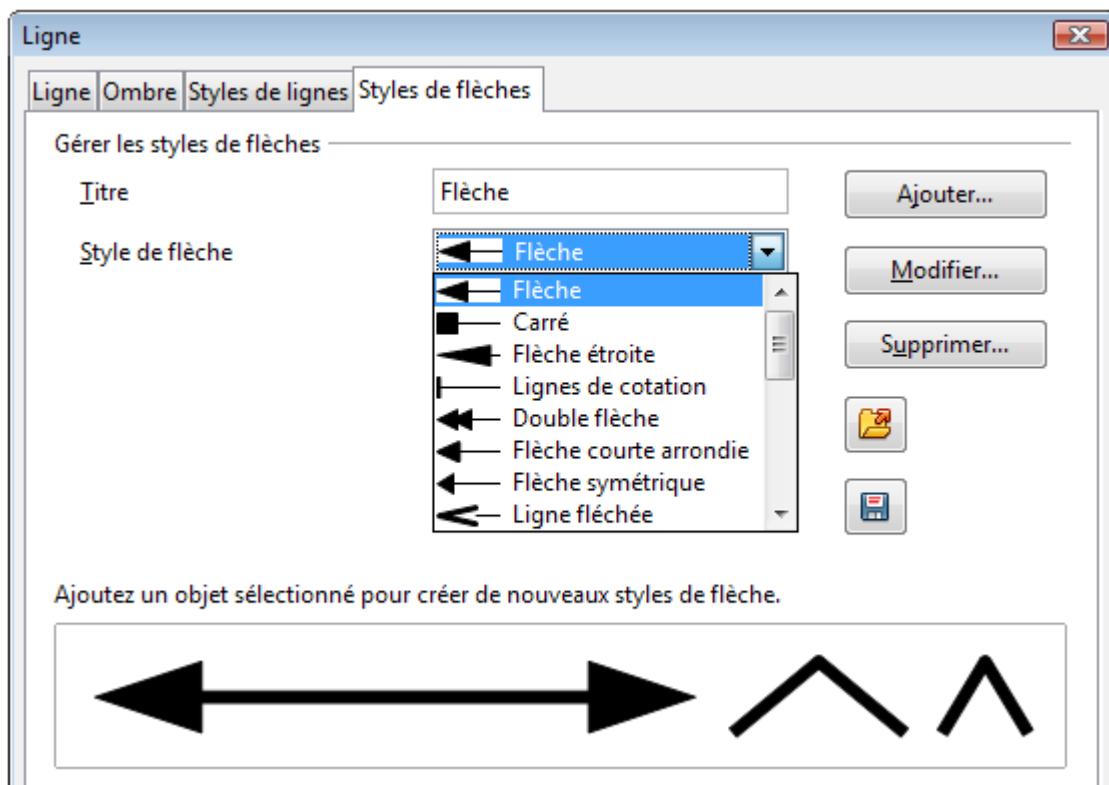 Ligne
Ligne Ombre Styles de lignes Styles de flèches
Gérer les styles de flèches
Titre Flèche Ajouter...
Style de flèche Flèche Modifier...
Flèche
Carré
Flèche étroite Supprimer...
Lignes de cotation
Double flèche
Flèche courte arrondie
Flèche symétrique
Ligne fléchée
Ajoutez un objet sélectionné pour créer de nouveaux styles de flèche.